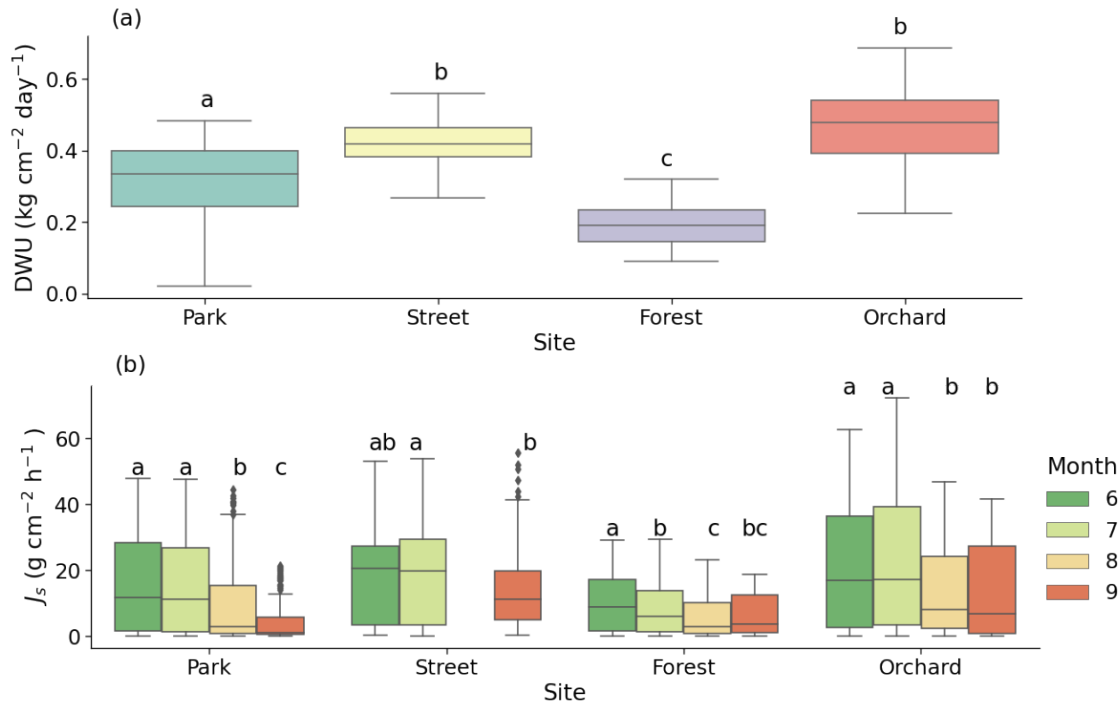 (a)
DWU (kg cm⁻² day⁻¹)
0.6
0.4
0.2
0.0
a
b
c
b
Park Street Forest Orchard
Site
(b)
J_s (g cm⁻² h⁻¹)
60
40
20
0
a a b c
ab a b
a b c bc
a a b b
Park Street Forest Orchard
Site
Month
6
7
8
9